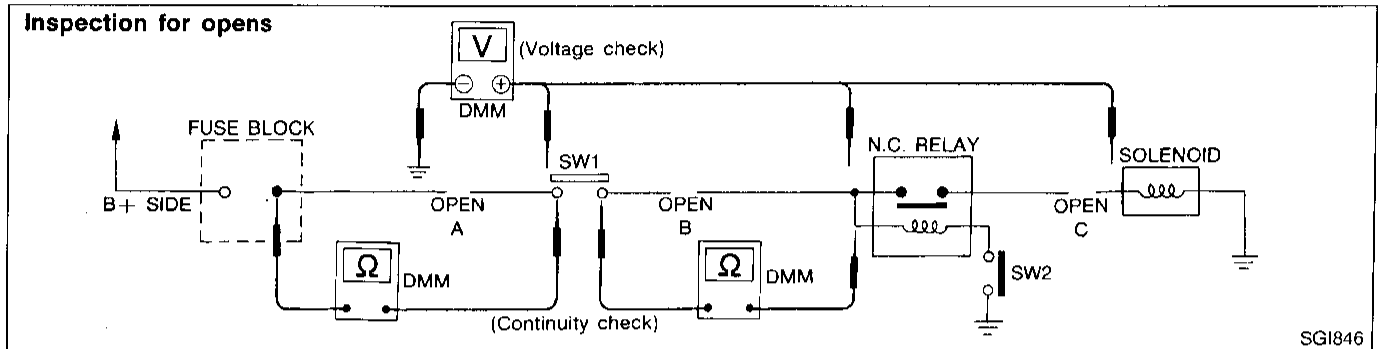 Inspection for opens
V
(Voltage check)
− +
DMM
FUSE BLOCK
SW1
N.C. RELAY
SOLENOID
B+ SIDE
OPEN
A
OPEN
B
OPEN
C
Ω
DMM
Ω
DMM
SW2
(Continuity check)
SGI846